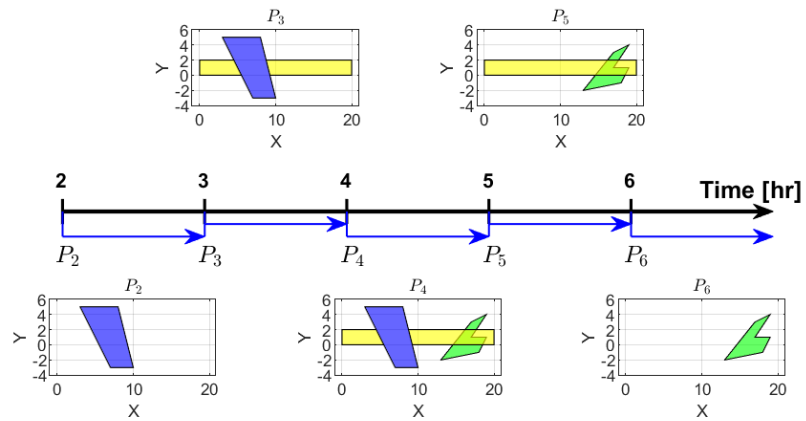 P3 P5
6 6
4 4
2 2
0 0
-2 -2
-4 -4
Y Y
0 10 20 0 10 20
X X
2 3 4 5 6
Time [hr]
P2 P3 P4 P5 P6
P2 P4 P6
6 6 6
4 4 4
2 2 2
0 0 0
-2 -2 -2
-4 -4 -4
Y Y Y
0 10 20 0 10 20 0 10 20
X X X